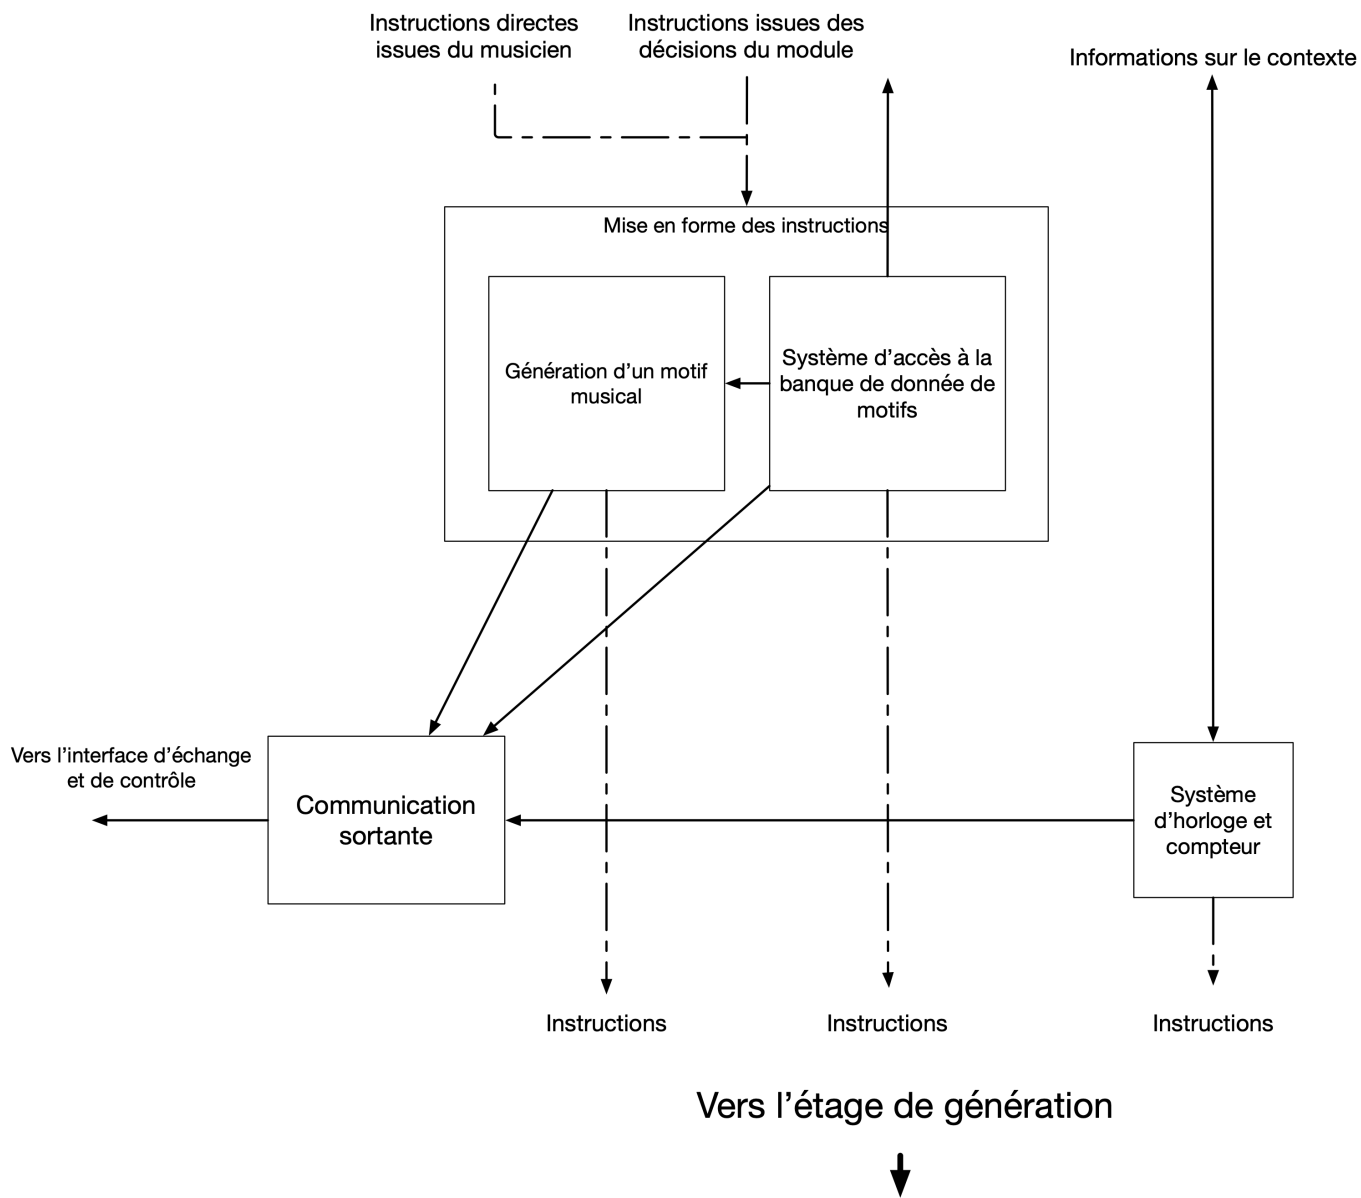 Instructions directes
issues du musicien
Instructions issues des
décisions du module
Informations sur le contexte
Mise en forme des instructions
Génération d’un motif
musical
Système d’accès à la
banque de donnée de
motifs
Vers l’interface d’échange
et de contrôle
Communication
sortante
Système
d’horloge et
compteur
Instructions
Instructions
Instructions
Vers l’étage de génération